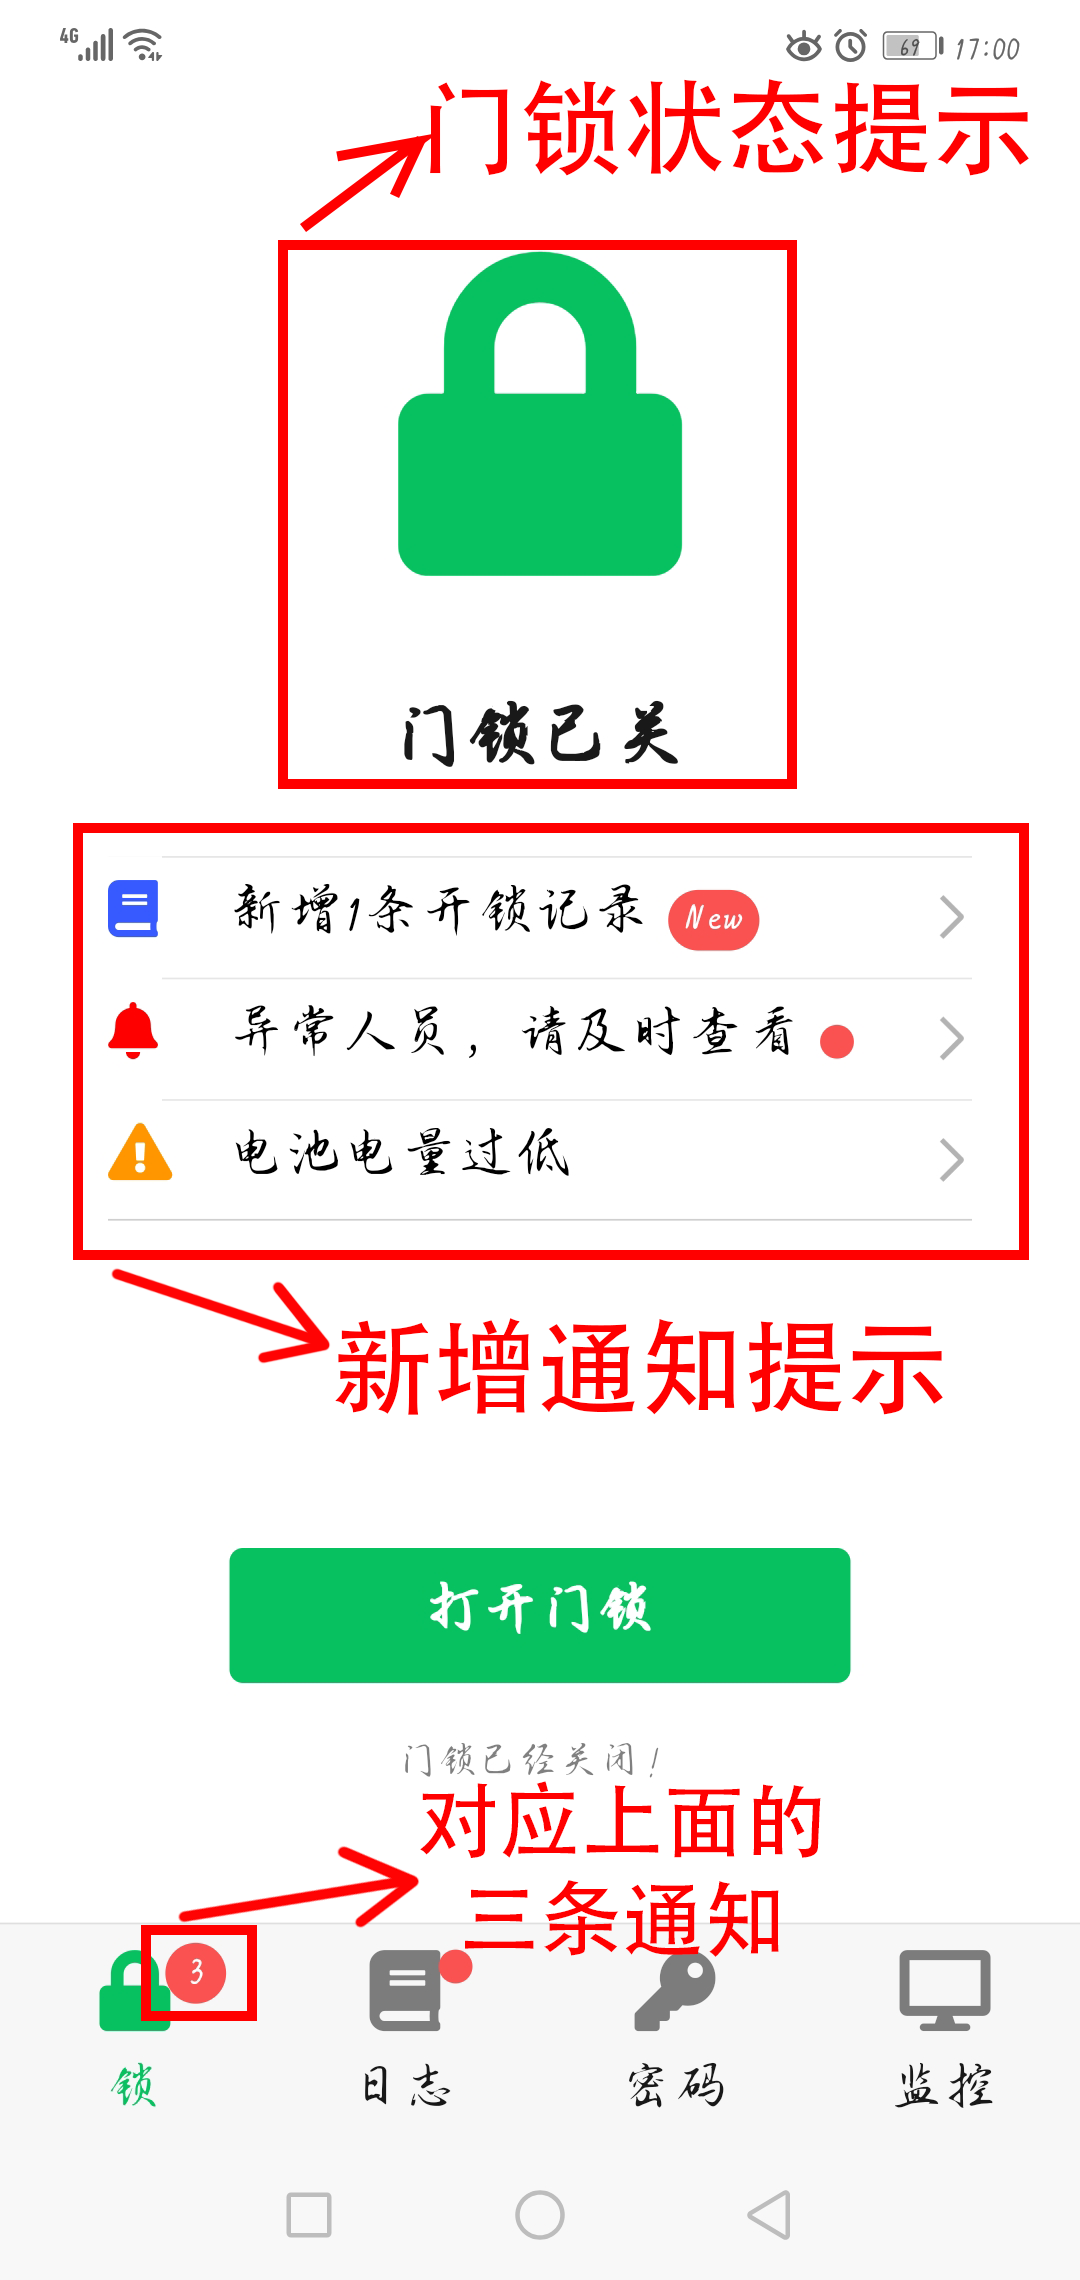 4G 69 17:00
门锁状态提示
门锁已关
新增1条开锁记录 New
异常人员，请及时查看
电池电量过低
新增通知提示
打开门锁
门锁已经关闭！
对应上面的
三条通知
3
锁 日志 密码 监控